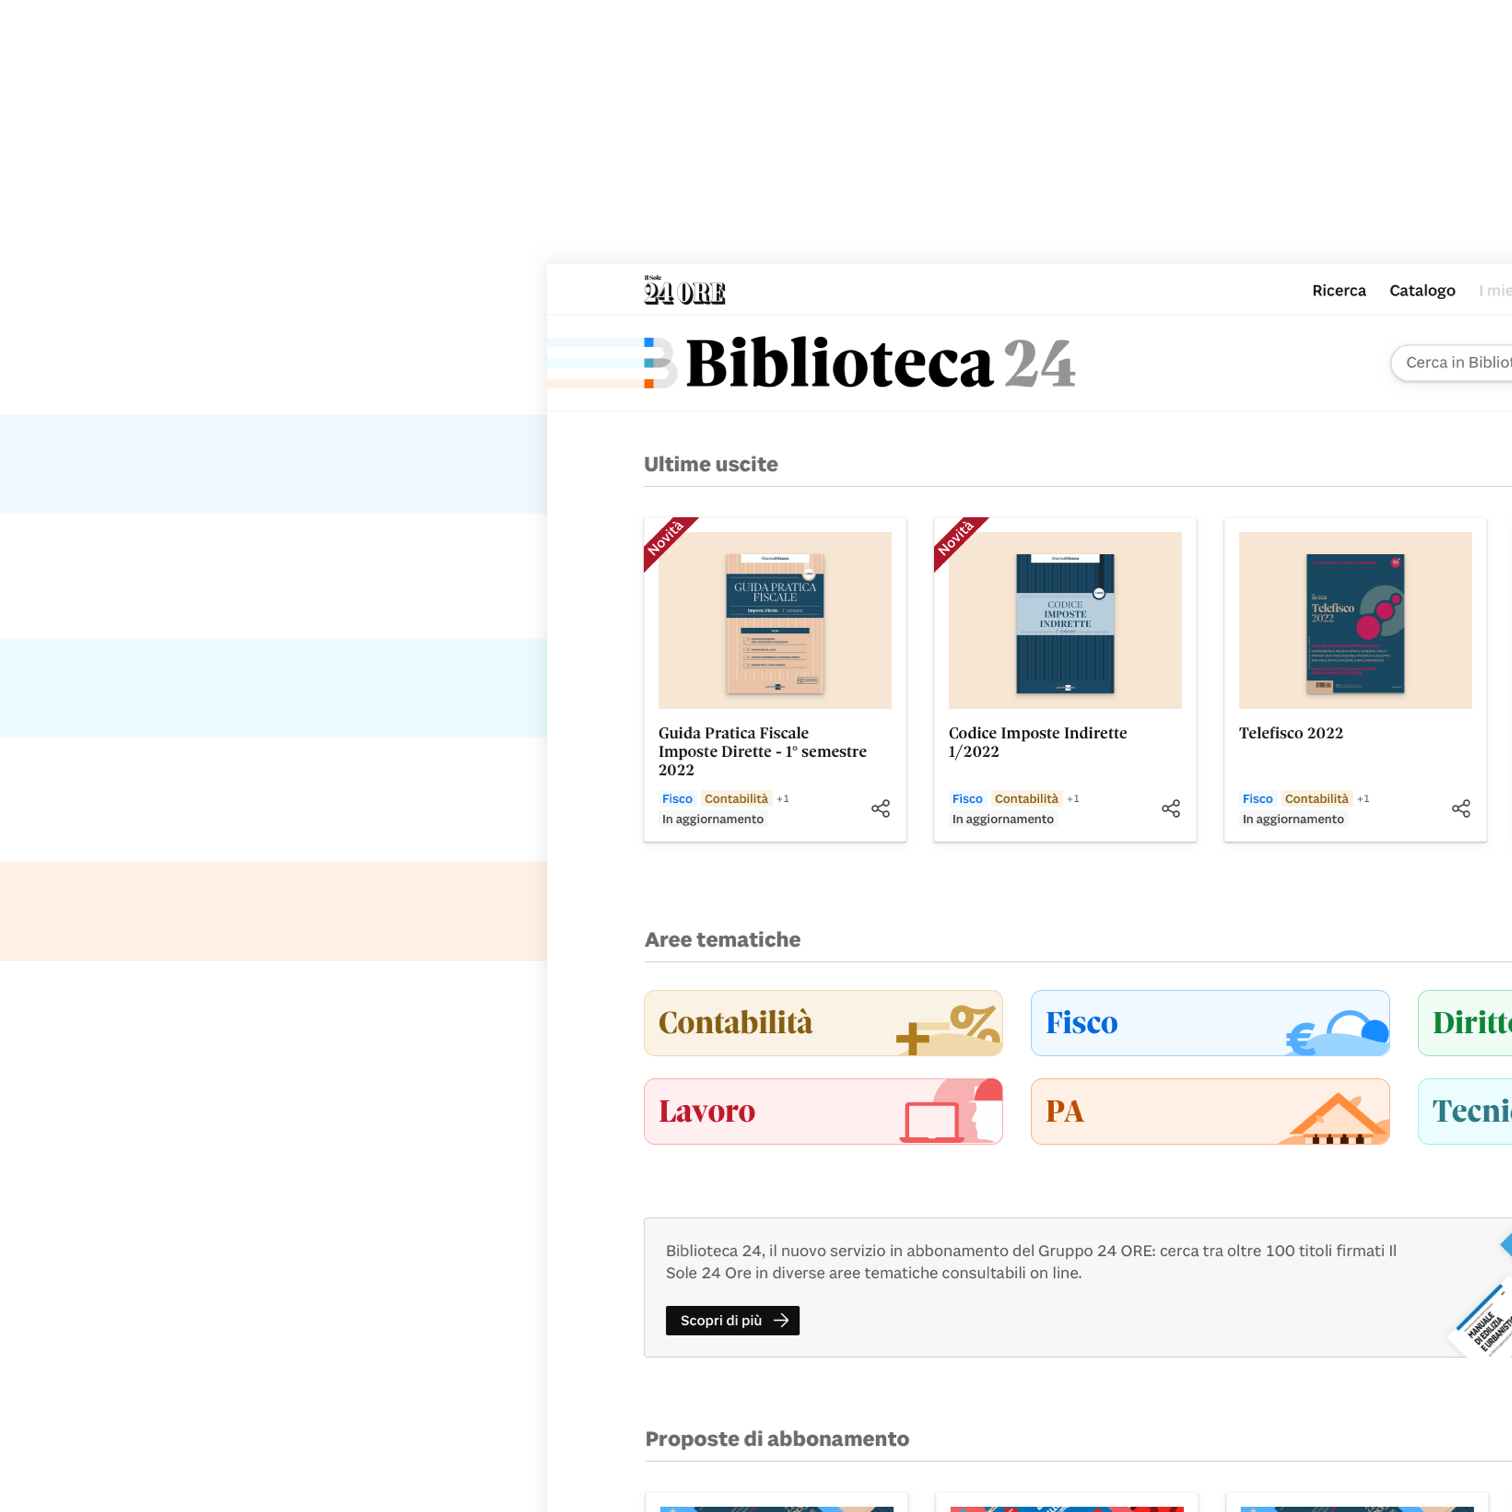 Il Sole
24 ORE
Ricerca Catalogo I mie
Biblioteca 24
Cerca in Bibliot
Ultime uscite
Novità
GUIDA PRATICA
FISCALE
Novità
CODICE
IMPOSTE
INDIRETTE
Telefisco
2022
Guida Pratica Fiscale
Imposte Dirette - 1° semestre
2022
Fisco Contabilità +1
In aggiornamento
Codice Imposte Indirette
1/2022
Fisco Contabilità +1
In aggiornamento
Telefisco 2022
Fisco Contabilità +1
In aggiornamento
Aree tematiche
Contabilità
Fisco
Diritto
Lavoro
PA
Tecni
Biblioteca 24, il nuovo servizio in abbonamento del Gruppo 24 ORE: cerca tra oltre 100 titoli firmati Il
Sole 24 Ore in diverse aree tematiche consultabili on line.
Scopri di più
MANUALE
DI EDILIZIA
E URBANISTI
Proposte di abbonamento